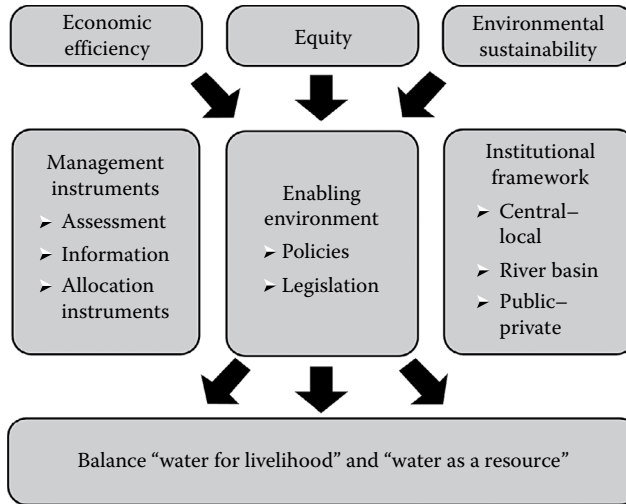 Economic
efficiency
Equity
Environmental
sustainability
Management
instruments
➢ Assessment
➢ Information
➢ Allocation
instruments
Enabling
environment
➢ Policies
➢ Legislation
Institutional
framework
➢ Central–
local
➢ River basin
➢ Public–
private
Balance “water for livelihood” and “water as a resource”